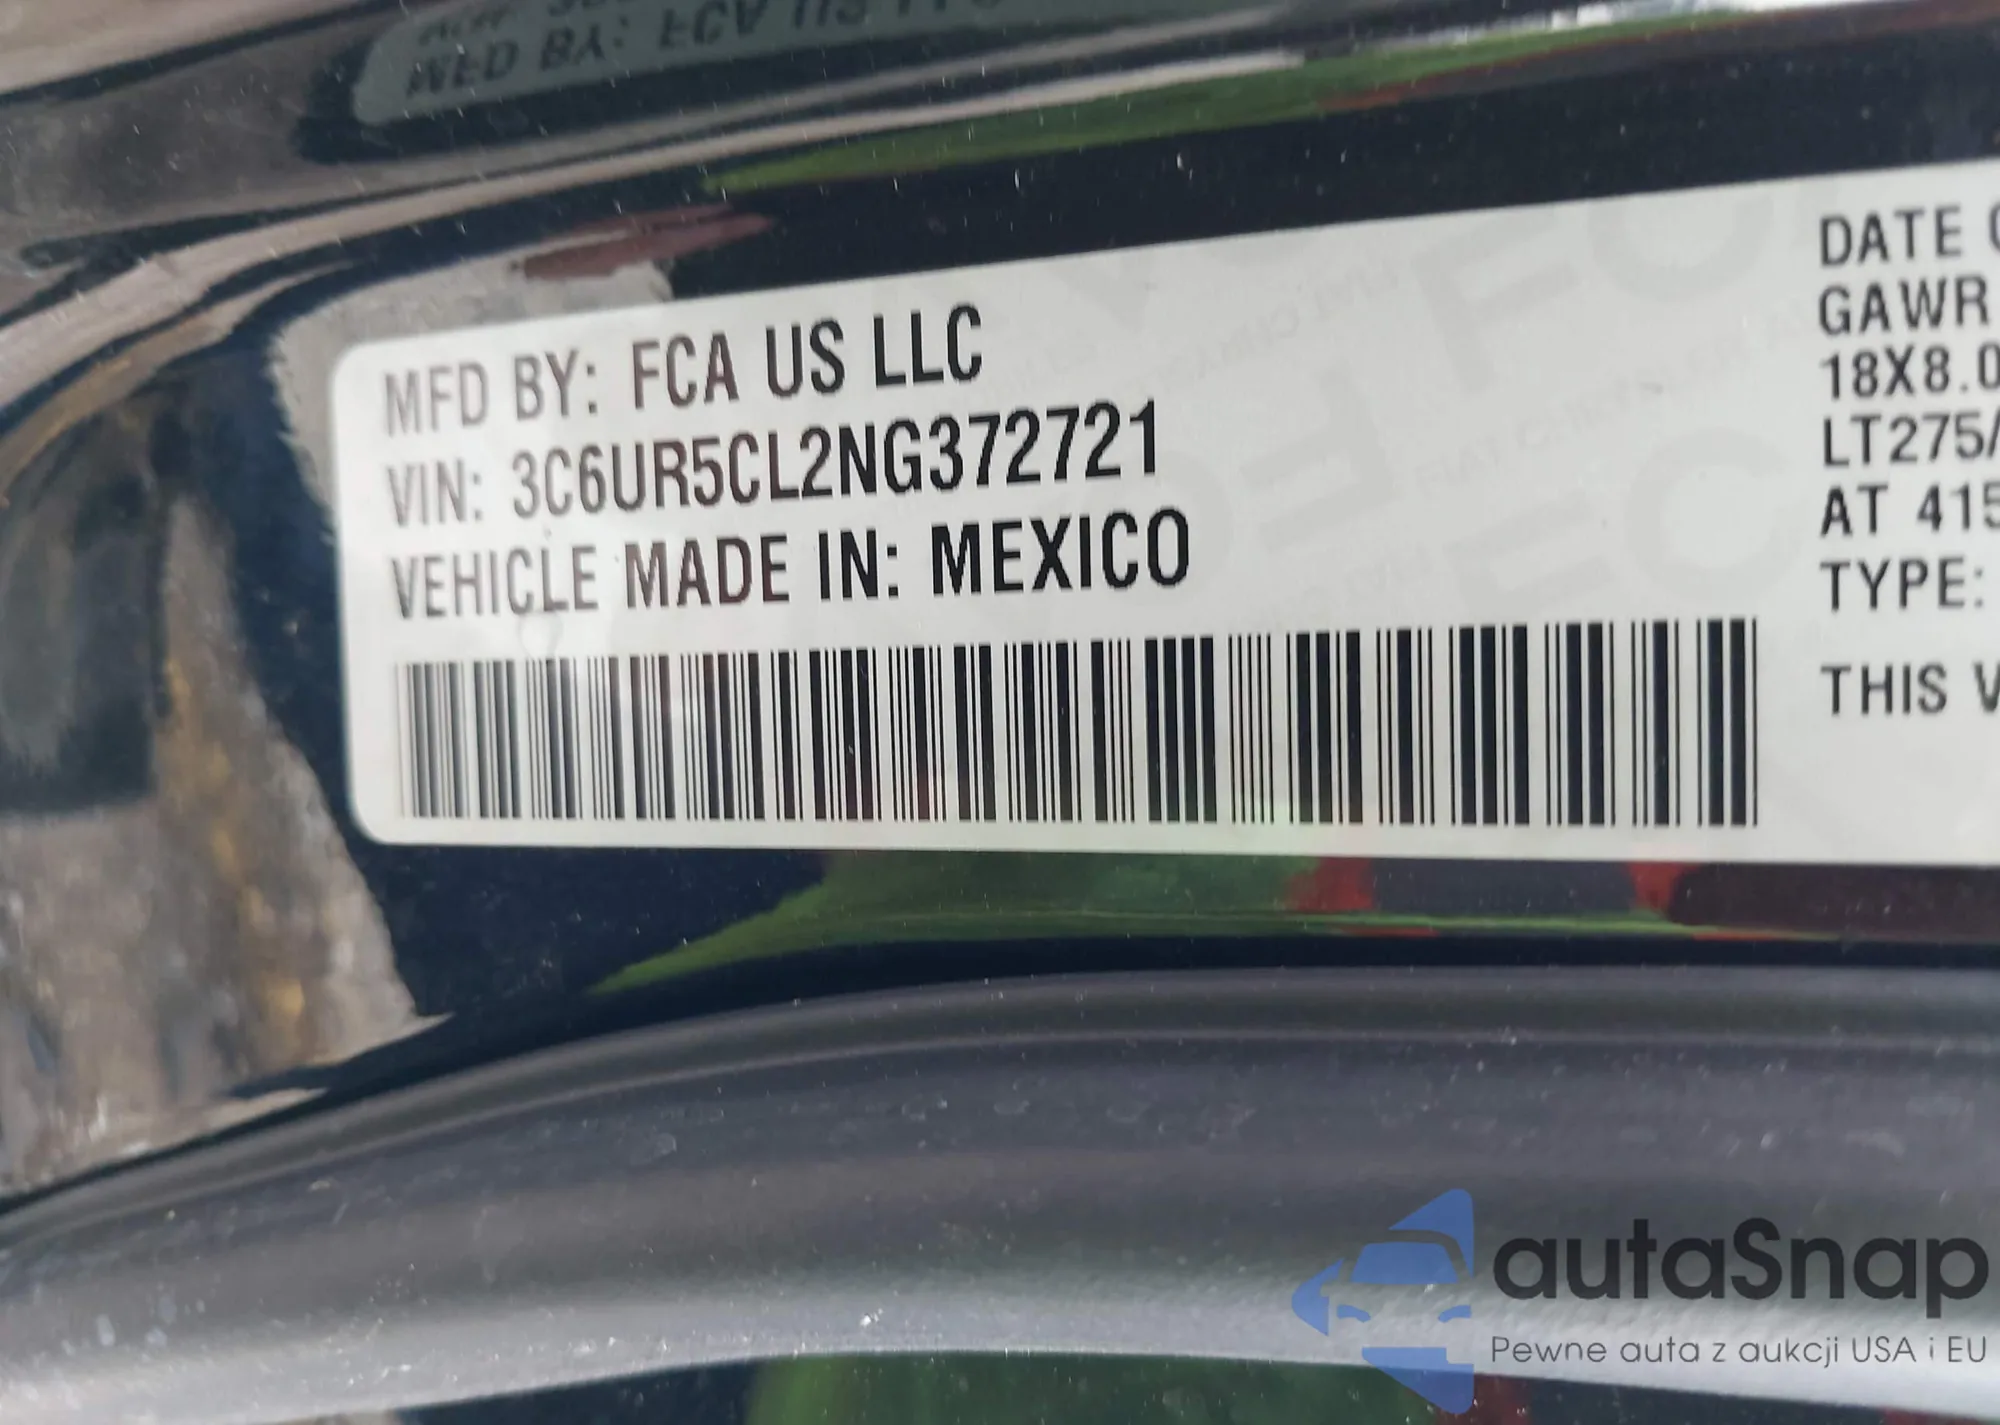 MFD BY: FCA US LLC
VIN: 3C6UR5CL2NG372721
VEHICLE MADE IN: MEXICO
DATE
GAWR
18X8.0
LT275/
AT 415
TYPE:
THIS
autaSnap
Pewne auta z aukcji USA i EU